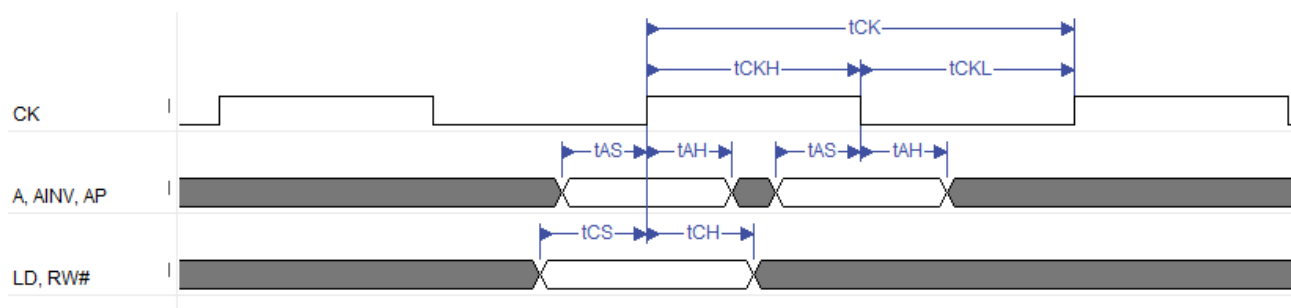 tCK
tCKH tCKL
CK
tAS tAH tAS tAH
A, AINV, AP
tCS tCH
LD, RW#